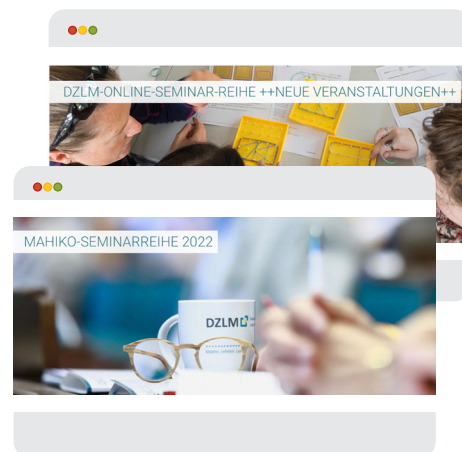 DZLM-ONLINE-SEMINAR-REIHE ++NEUE VERANSTALTUNGEN++
MAHIKO-SEMINARREIHE 2022
DZLM